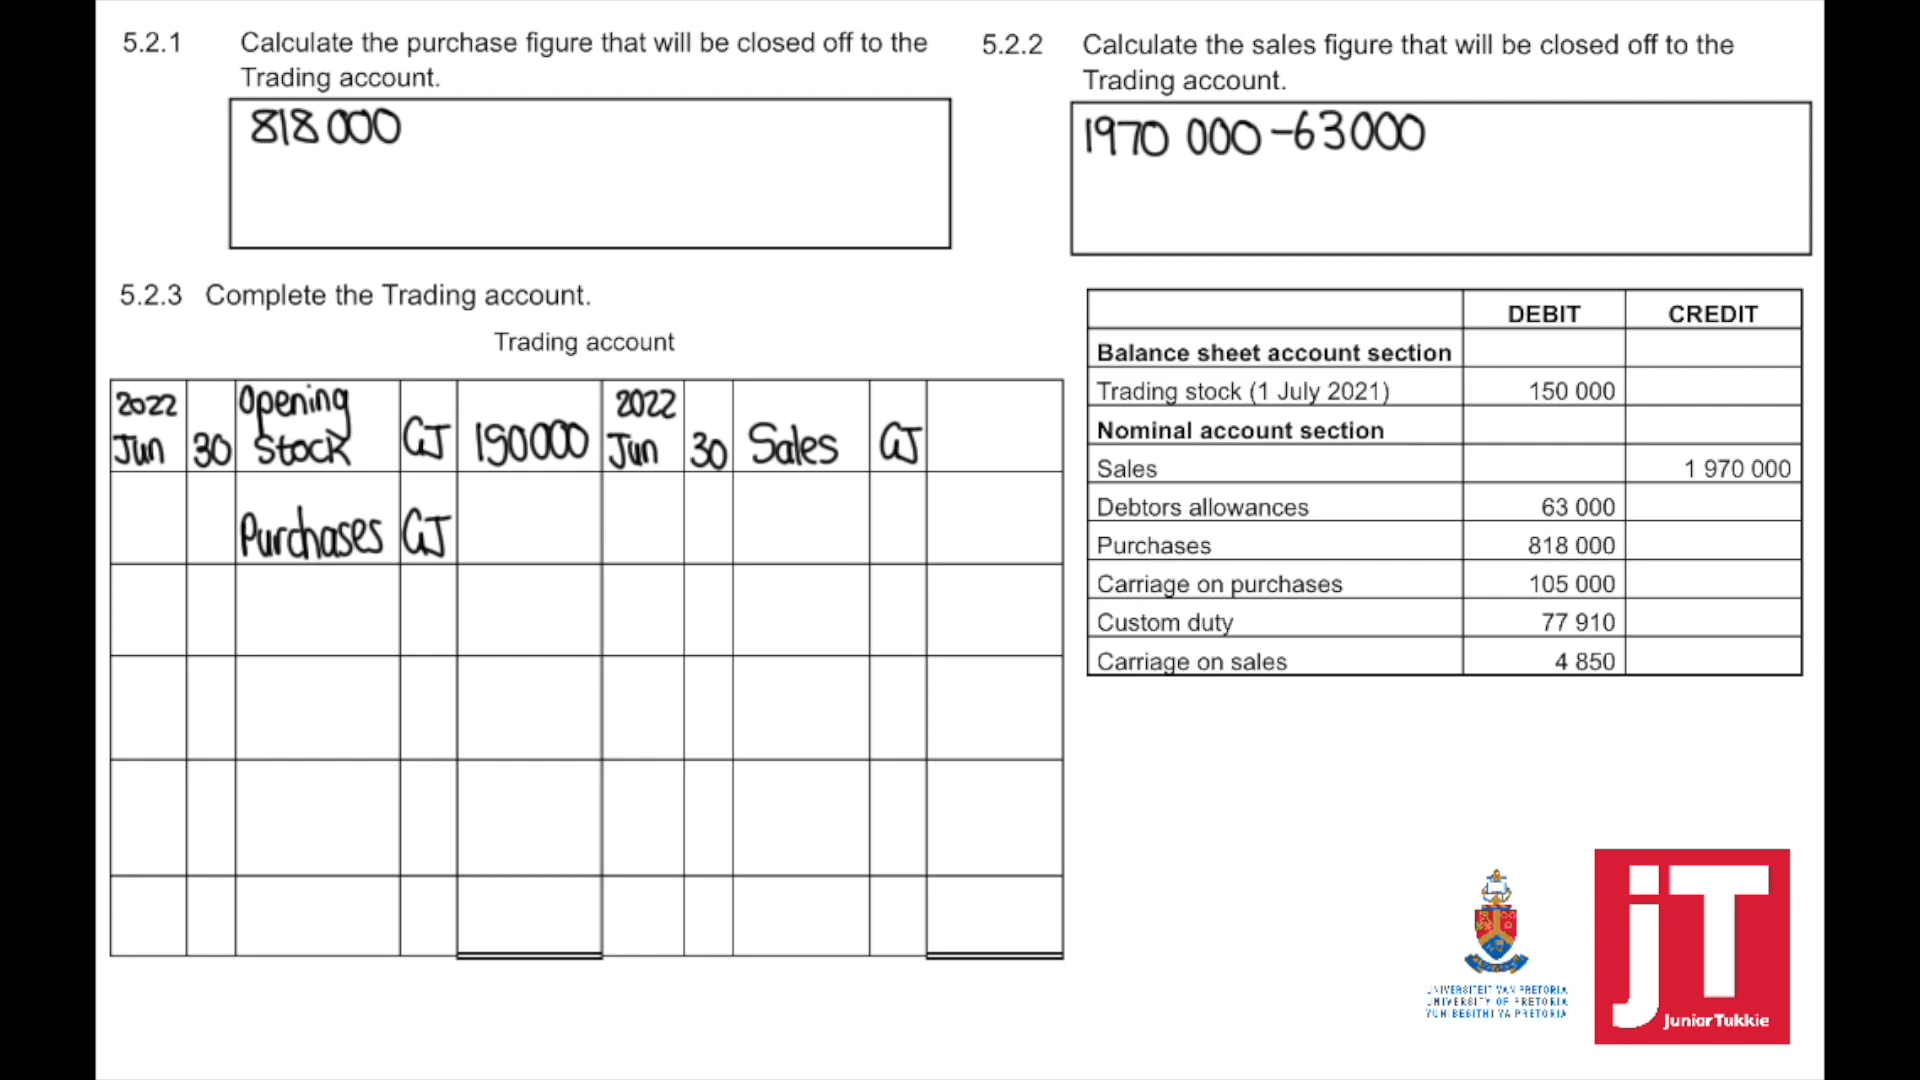 5.2.1 Calculate the purchase figure that will be closed off to the
Trading account.
818 000
5.2.2 Calculate the sales figure that will be closed off to the
Trading account.
1970 000 -63000
5.2.3 Complete the Trading account.
Trading account
2022 Jun 30 Opening Stock GJ 150000 2022 Jun 30 Sales GJ
Purchases GJ
DEBIT CREDIT
Balance sheet account section
Trading stock (1 July 2021) 150 000
Nominal account section
Sales 1 970 000
Debtors allowances 63 000
Purchases 818 000
Carriage on purchases 105 000
Custom duty 77 910
Carriage on sales 4 850
UNIVERSITEIT VAN PRETORIA
UNIVERSITY OF PRETORIA
YUNIBESITHI YA PRETORIA
jT
JuniorTukkie